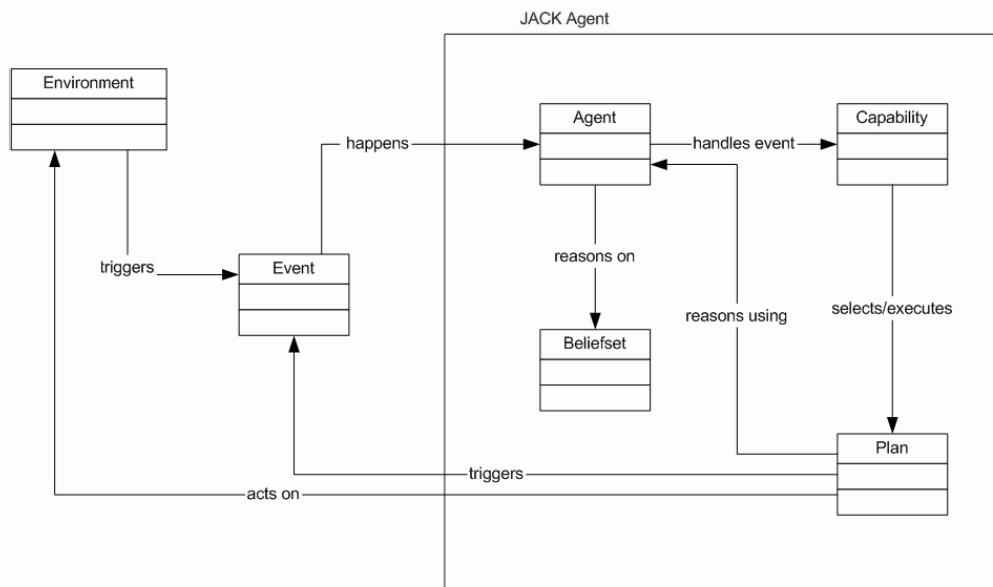 JACK Agent
Environment
Agent
Capability
happens
handles event
triggers
Event
reasons on
reasons using
selects/executes
Beliefset
Plan
triggers
acts on